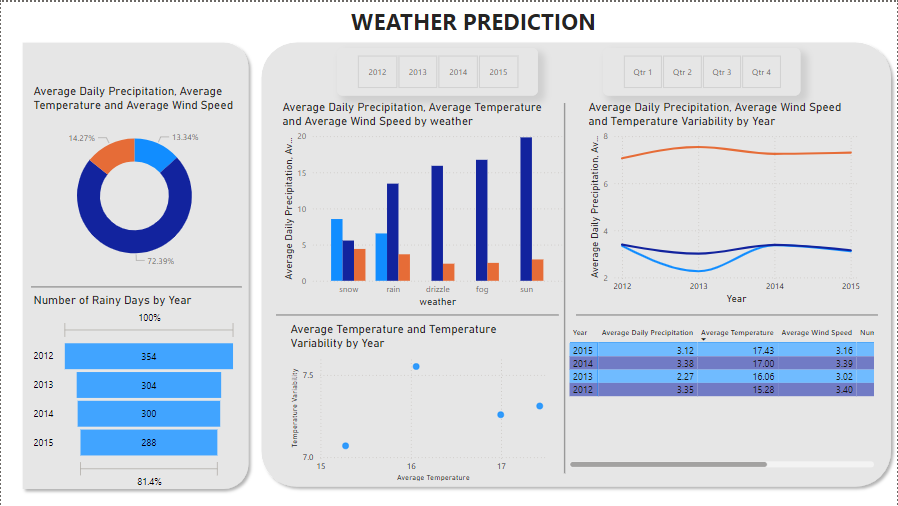 WEATHER PREDICTION
Average Daily Precipitation, Average
Temperature and Average Wind Speed
14.27%
13.34%
72.39%
Number of Rainy Days by Year
100%
2012 354
2013 304
2014 300
2015 288
81.4%
2012 2013 2014 2015
Average Daily Precipitation, Average Temperature
and Average Wind Speed by weather
Average Daily Precipitation, Av...
20
15
10
5
0
snow rain drizzle fog sun
weather
Average Temperature and Temperature
Variability by Year
Temperature Variability
7.5
7.0
15 16 17
Average Temperature
Qtr 1 Qtr 2 Qtr 3 Qtr 4
Average Daily Precipitation, Average Wind Speed
and Temperature Variability by Year
Average Daily Precipitation, Av...
8
6
4
2
2012 2013 2014 2015
Year
Year Average Daily Precipitation Average Temperature Average Wind Speed Num
2015 3.12 17.43 3.16
2014 3.38 17.00 3.39
2013 2.27 16.06 3.02
2012 3.35 15.28 3.40